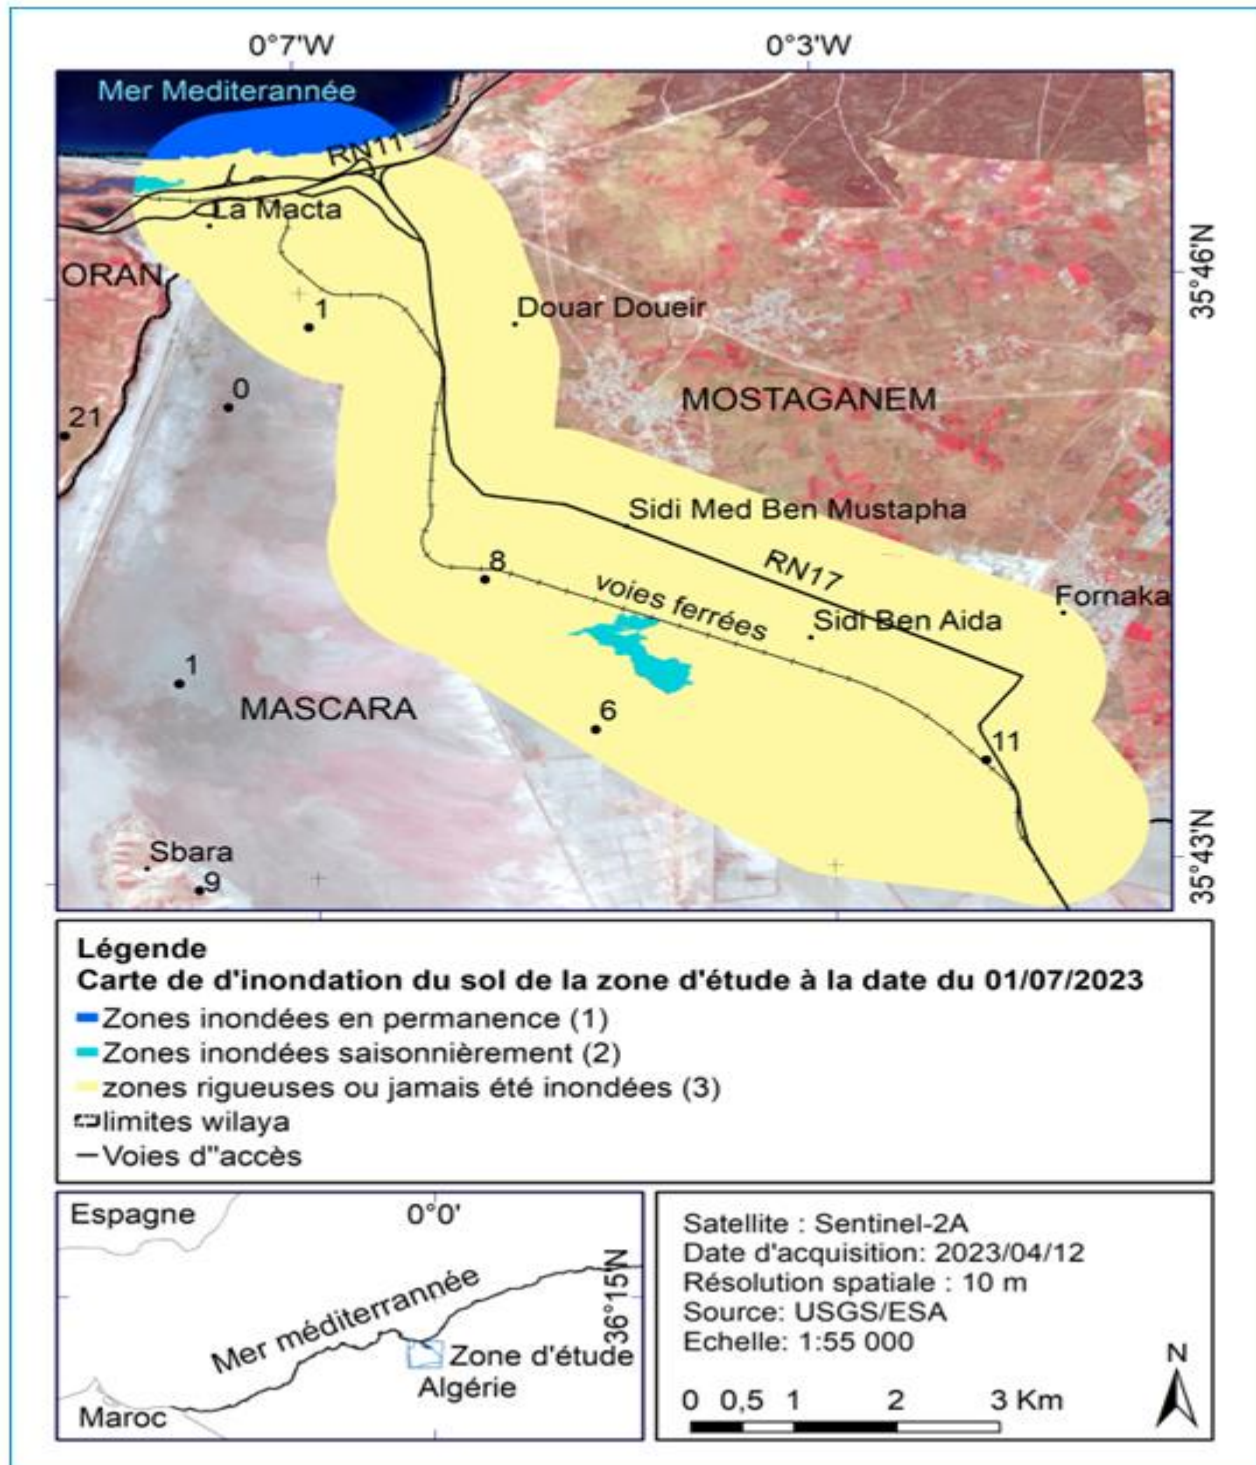 0°7'W
0°3'W
Mer Mediterannée
RN11
La Macta
35°46'N
ORAN
1
Douar Doueir
0
MOSTAGANEM
21
Sidi Med Ben Mustapha
8
RN17
voies ferrées
Fornaka
Sidi Ben Aida
1
MASCARA
6
11
Sbara
9
35°43'N
Légende
Carte de d'inondation du sol de la zone d'étude à la date du 01/07/2023
Zones inondées en permanence (1)
Zones inondées saisonnièrement (2)
zones rigueuses ou jamais été inondées (3)
limites wilaya
Voies d"accès
Espagne
0°0'
36°15'N
Mer méditerrannée
Zone d'étude
Algérie
Maroc
Satellite : Sentinel-2A
Date d'acquisition: 2023/04/12
Résolution spatiale : 10 m
Source: USGS/ESA
Echelle: 1:55 000
N
0 0,5 1 2 3 Km